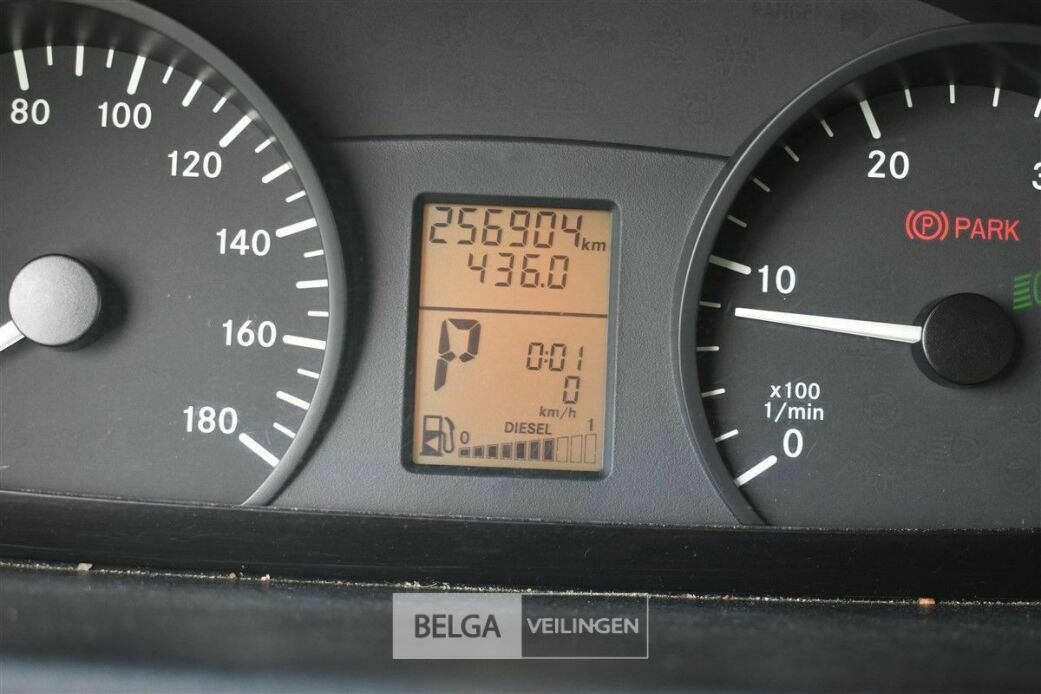 80
100
120
140
160
180
256904 km
436.0
P
0:01
0
km/h
DIESEL
0 1
RANGE
20
PARK
10
x100
1/min
0
BELGA VEILINGEN